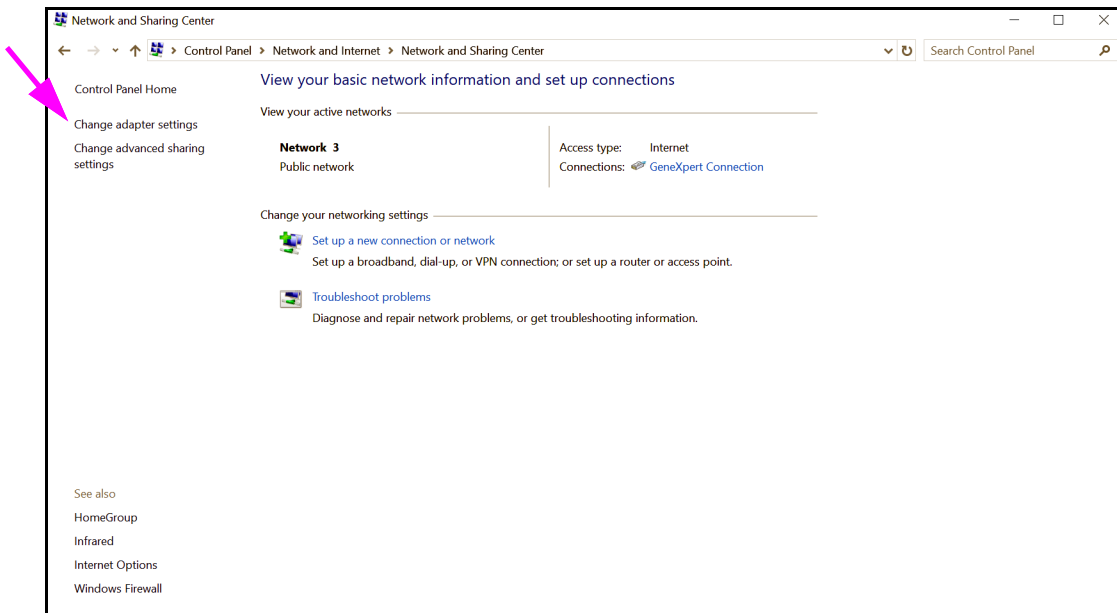 Network and Sharing Center
Control Panel > Network and Internet > Network and Sharing Center
Search Control Panel
Control Panel Home
Change adapter settings
Change advanced sharing
settings
View your basic network information and set up connections
View your active networks
Network 3
Public network
Access type: Internet
Connections: GeneXpert Connection
Change your networking settings
Set up a new connection or network
Set up a broadband, dial-up, or VPN connection; or set up a router or access point.
Troubleshoot problems
Diagnose and repair network problems, or get troubleshooting information.
See also
HomeGroup
Infrared
Internet Options
Windows Firewall